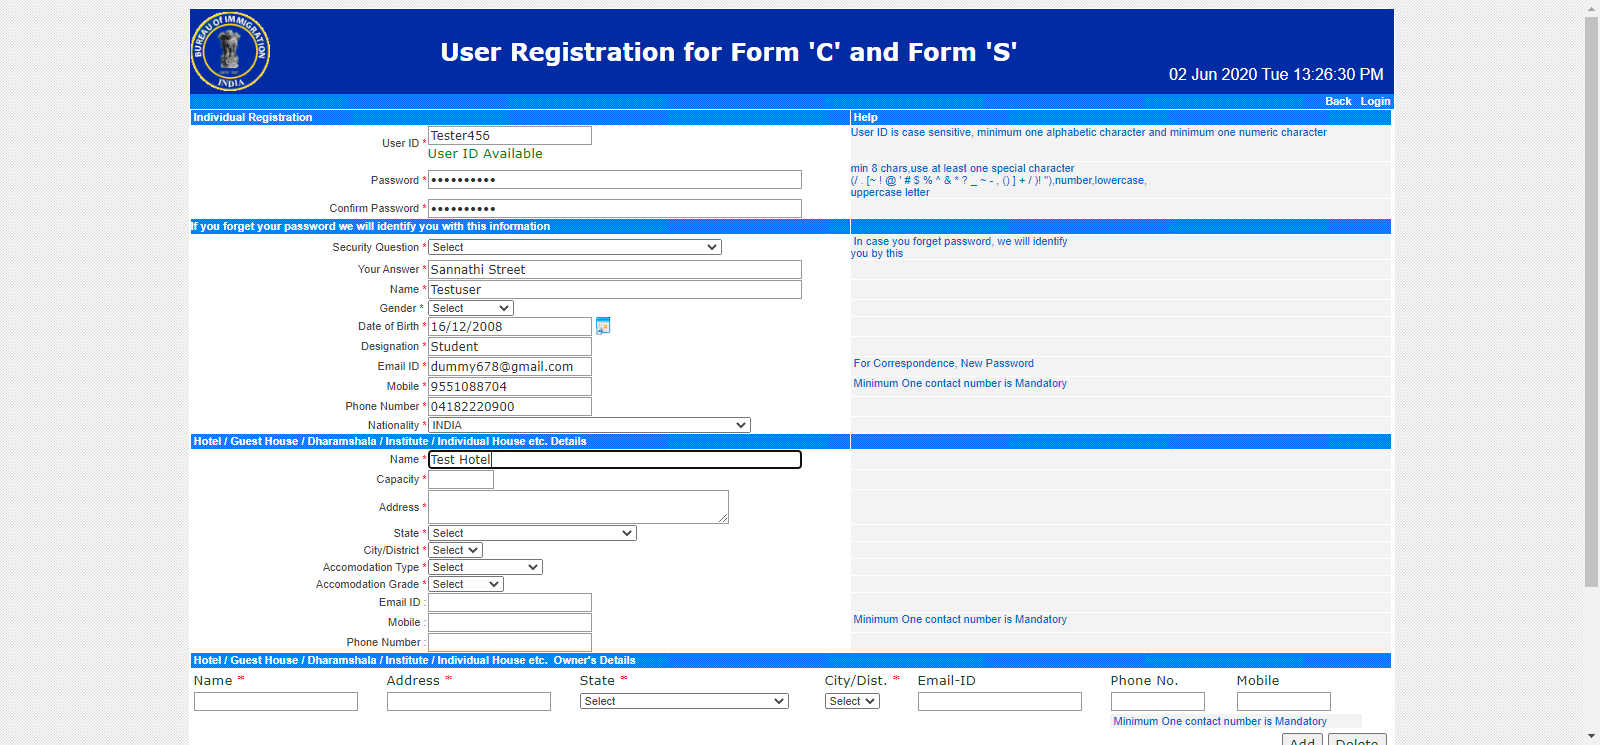 BUREAU OF IMMIGRATION
INDIA
User Registration for Form 'C' and Form 'S'
02 Jun 2020 Tue 13:26:30 PM
Back Login
Individual Registration Help
User ID * Tester456 User ID is case sensitive, minimum one alphabetic character and minimum one numeric character
User ID Available
Password * •••••••••• min 8 chars,use at least one special character
(/ . [~ ! @ ' # $ % ^ & * ? _ ~ - , () ] + / )! "),number,lowercase,
uppercase letter
Confirm Password * ••••••••••
If you forget your password we will identify you with this information
Security Question * Select In case you forget password, we will identify
you by this
Your Answer * Sannathi Street
Name * Testuser
Gender * Select
Date of Birth * 16/12/2008
Designation * Student
Email ID * dummy678@gmail.com For Correspondence, New Password
Mobile * 9551088704 Minimum One contact number is Mandatory
Phone Number * 04182220900
Nationality * INDIA
Hotel / Guest House / Dharamshala / Institute / Individual House etc. Details
Name * Test Hotel
Capacity *
Address *
State * Select
City/District * Select
Accomodation Type * Select
Accomodation Grade * Select
Email ID :
Mobile : Minimum One contact number is Mandatory
Phone Number :
Hotel / Guest House / Dharamshala / Institute / Individual House etc. Owner's Details
Name * Address * State * City/Dist. * Email-ID Phone No. Mobile
Select Select
Minimum One contact number is Mandatory
Add Delete